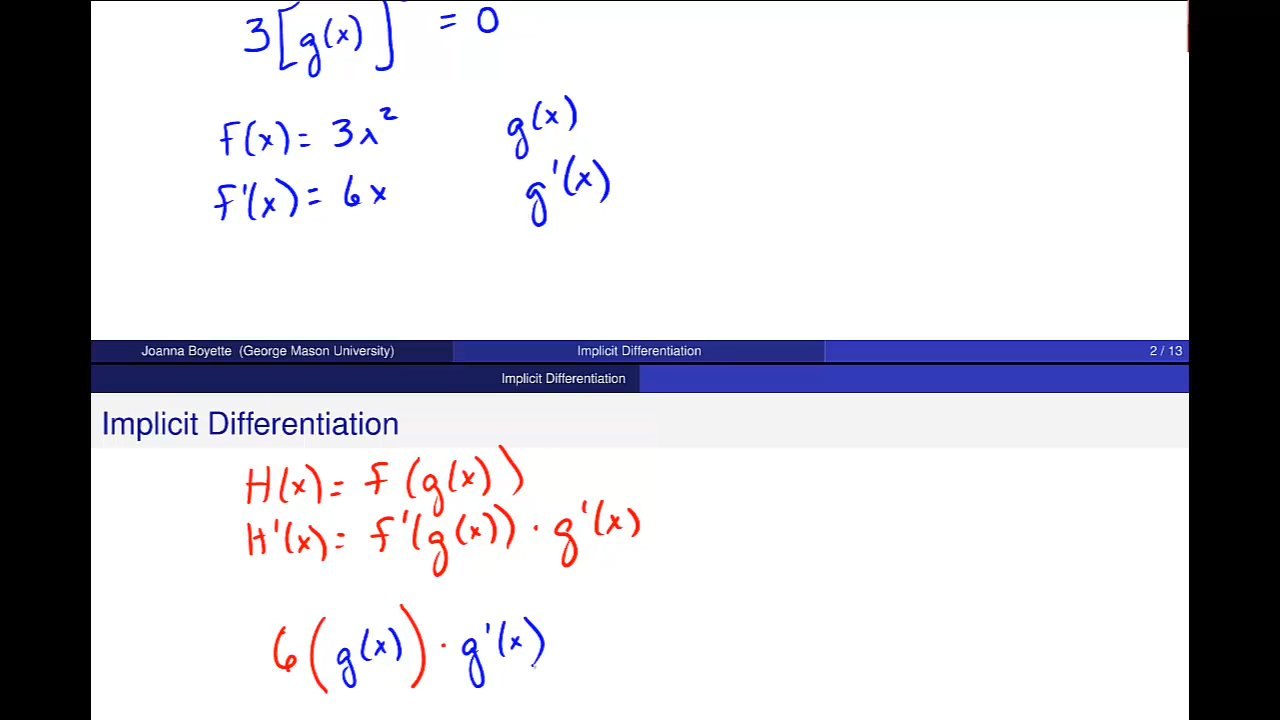 3[g(x)] = 0
f(x) = 3x²
g(x)
f'(x) = 6x
g'(x)
Joanna Boyette (George Mason University)
Implicit Differentiation
2 / 13
Implicit Differentiation
Implicit Differentiation
H(x) = f(g(x))
H'(x) = f'(g(x)) · g'(x)
6(g(x)) · g'(x)